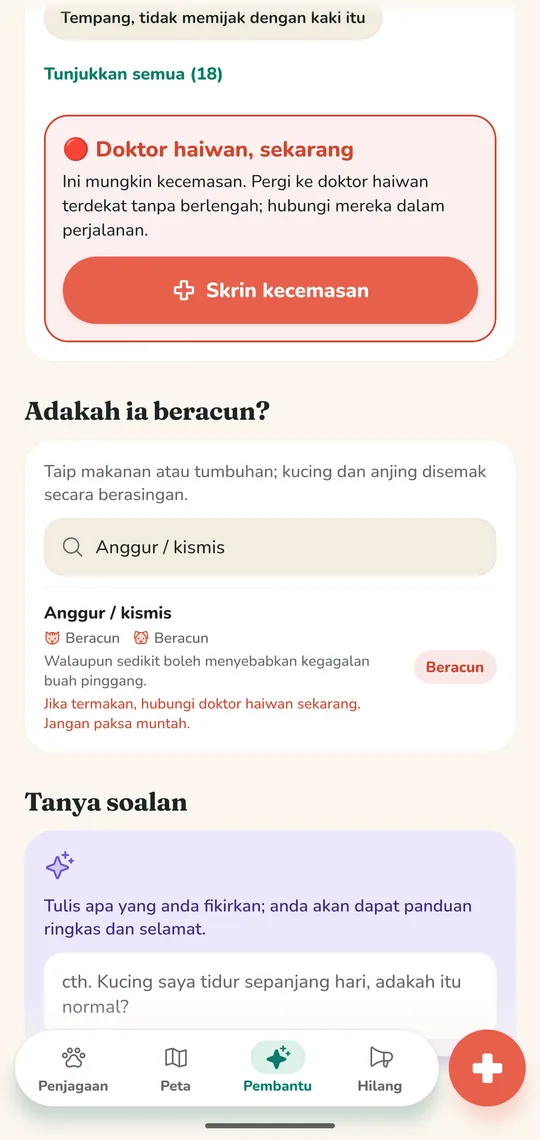 Tempang, tidak memijak dengan kaki itu
Tunjukkan semua (18)
Doktor haiwan, sekarang
Ini mungkin kecemasan. Pergi ke doktor haiwan
terdekat tanpa berlengah; hubungi mereka dalam
perjalanan.
Skrin kecemasan
Adakah ia beracun?
Taip makanan atau tumbuhan; kucing dan anjing disemak
secara berasingan.
Anggur / kismis
Anggur / kismis
Beracun Beracun
Walaupun sedikit boleh menyebabkan kegagalan
buah pinggang.
Beracun
Jika termakan, hubungi doktor haiwan sekarang.
Jangan paksa muntah.
Tanya soalan
Tulis apa yang anda fikirkan; anda akan dapat panduan
ringkas dan selamat.
cth. Kucing saya tidur sepanjang hari, adakah itu
normal?
Penjagaan Peta Pembantu Hilang